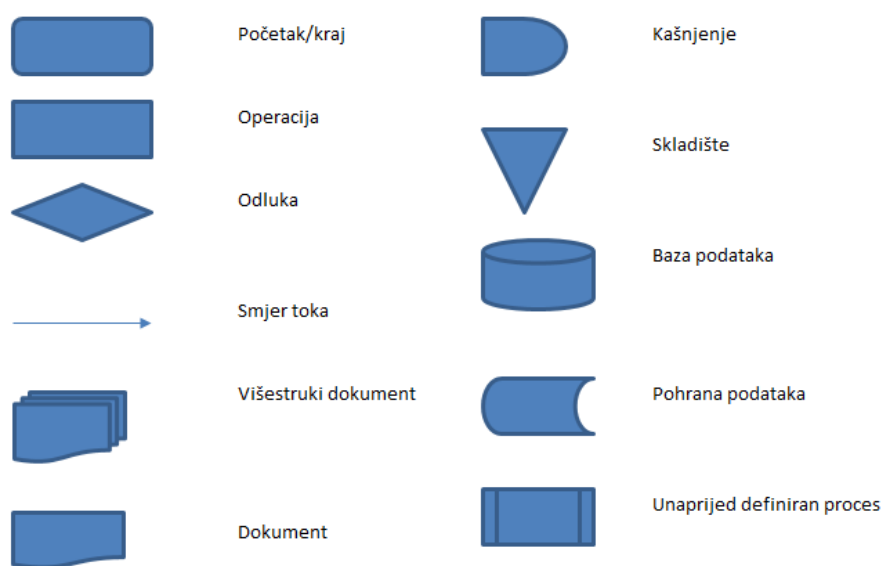 Početak/kraj
Operacija
Odluka
Smjer toka
Višestruki dokument
Dokument
Kašnjenje
Skladište
Baza podataka
Pohrana podataka
Unaprijed definiran proces